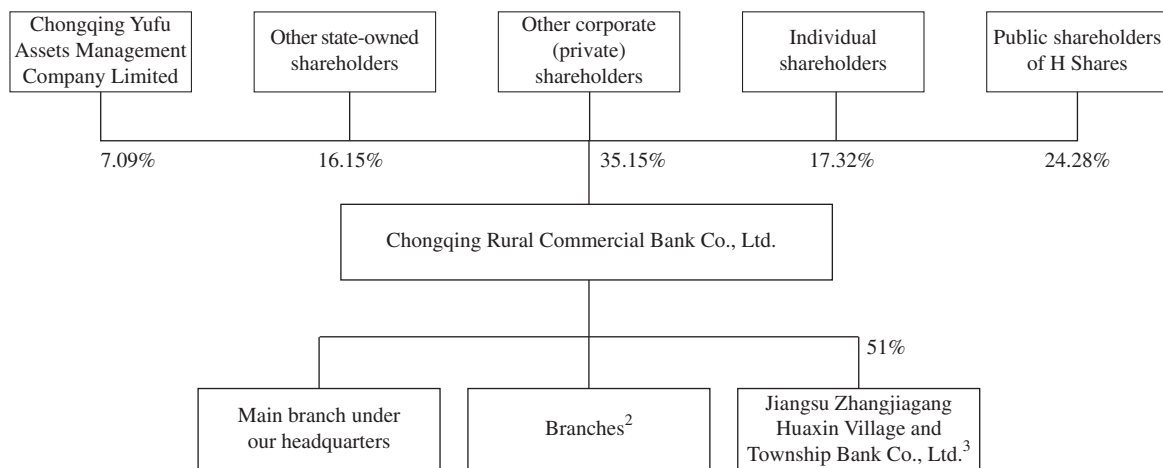 Chongqing Yufu
Assets Management
Company Limited
Other state-owned
shareholders
Other corporate
(private)
shareholders
Individual
shareholders
Public shareholders
of H Shares
7.09%
16.15%
35.15%
17.32%
24.28%
Chongqing Rural Commercial Bank Co., Ltd.
51%
Main branch under
our headquarters
Branches2
Jiangsu Zhangjiagang
Huaxin Village and
Township Bank Co., Ltd.3